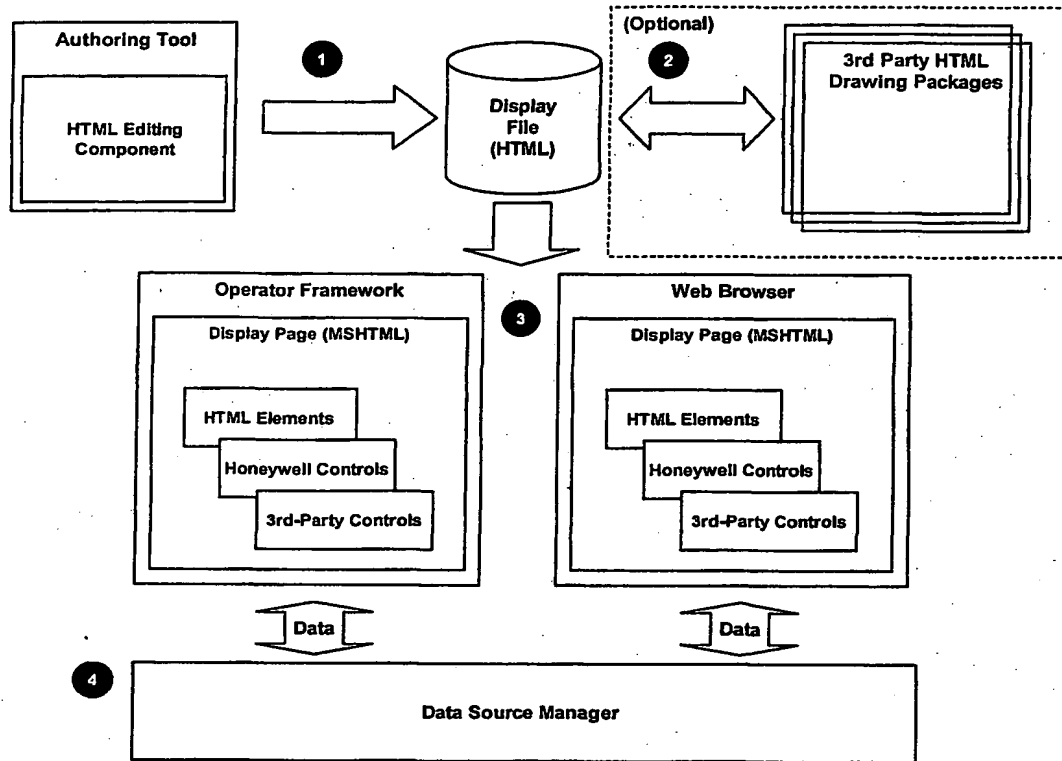 Authoring Tool
HTML Editing
Component
1
Display
File
(HTML)
(Optional)
2
3rd Party HTML
Drawing Packages
Operator Framework
Display Page (MSHTML)
HTML Elements
Honeywell Controls
3rd-Party Controls
3
Web Browser
Display Page (MSHTML)
HTML Elements
Honeywell Controls
3rd-Party Controls
Data
Data
4
Data Source Manager